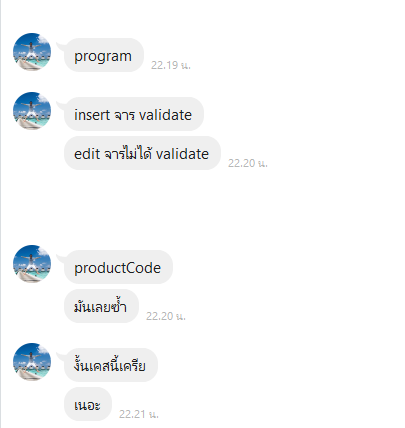 program
22.19 น.
insert จาร validate
edit จารไม่ได้ validate
22.20 น.
productCode
มันเลยซ้ำ
22.20 น.
งั้นเคสนี้เครีย
เนอะ
22.21 น.